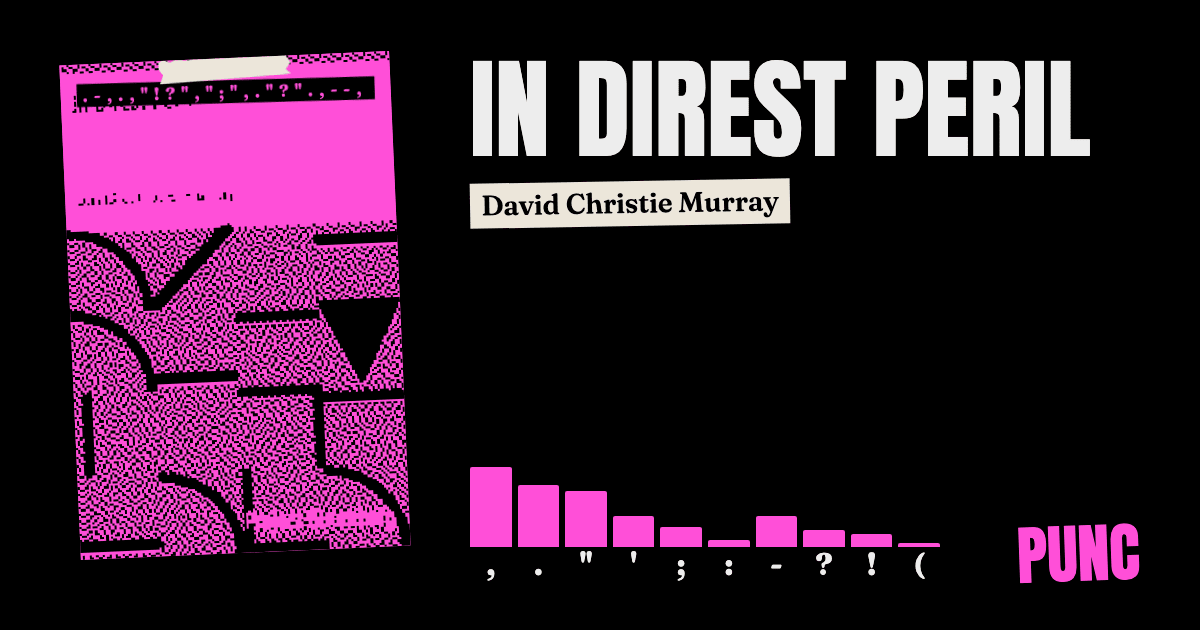 .-,.,"!?",";",."?".,--,
IN DIREST PERIL
David Christie Murray
, . " ' ; : - ? ! (
PUNC